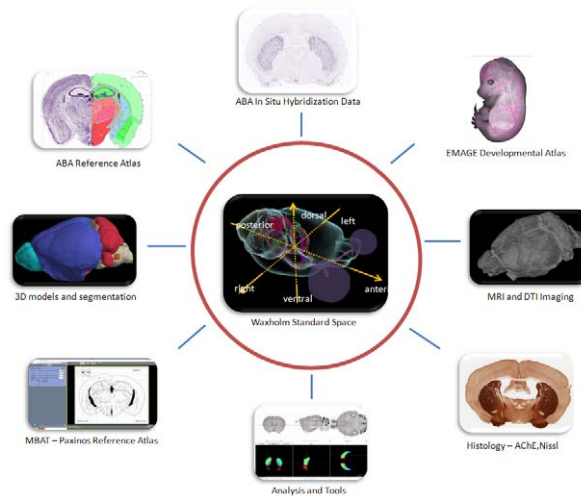 ABA In Situ Hybridization Data
ABA Reference Atlas
EMAGE Developmental Atlas
dorsal
left
posterior
right
ventral
anteri
Waxholm Standard Space
3D models and segmentation
MRI and DTI Imaging
MBAT – Paxinos Reference Atlas
Histology – AChE,Nissl
Analysis and Tools